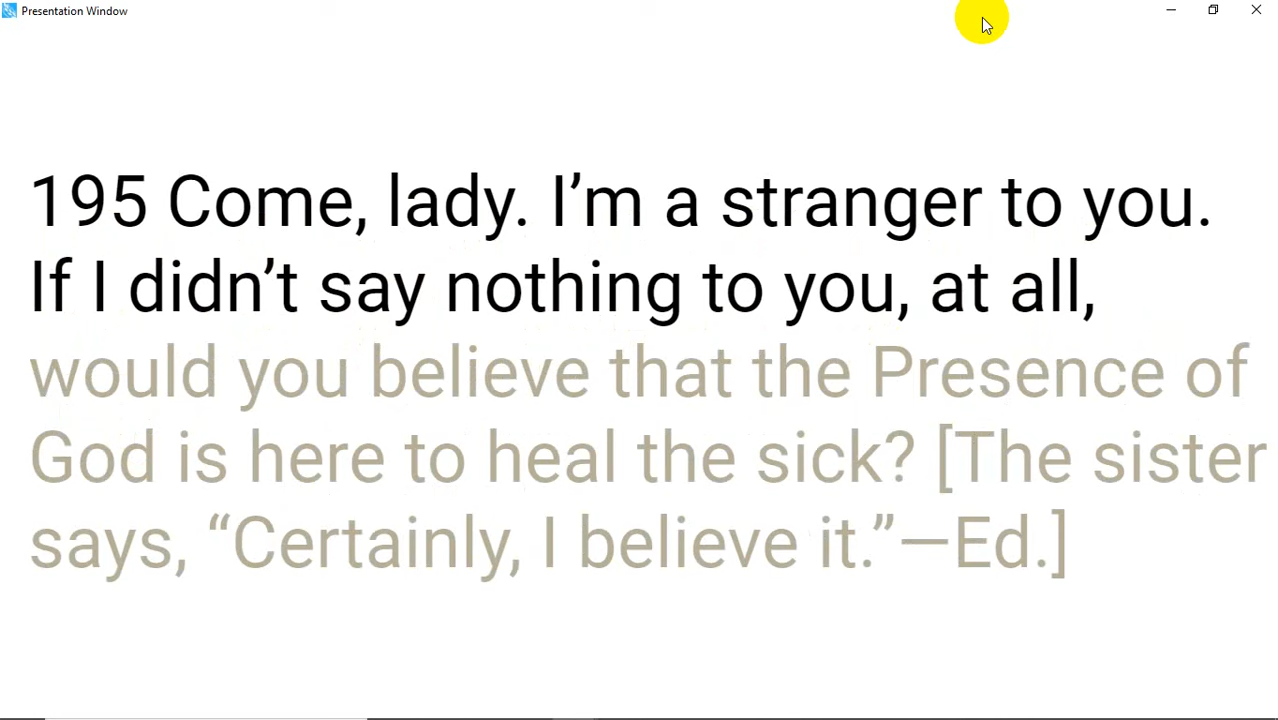 Presentation Window
195 Come, lady. I’m a stranger to you.
If I didn’t say nothing to you, at all,
would you believe that the Presence of
God is here to heal the sick? [The sister
says, “Certainly, I believe it.”—Ed.]